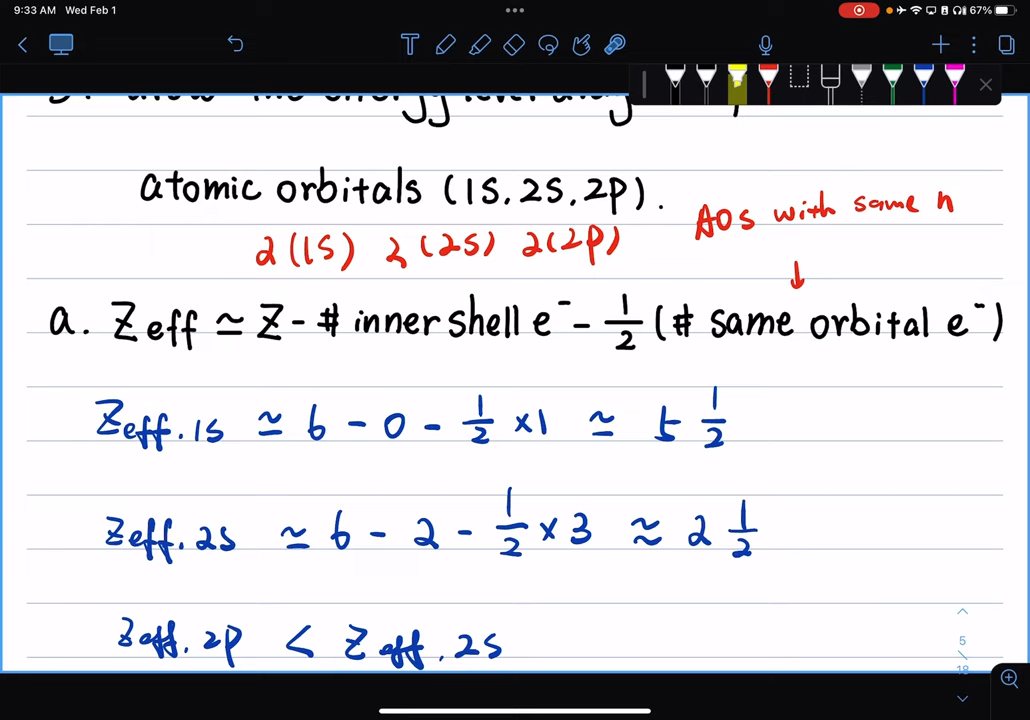 9:33 AM Wed Feb 1
67%
atomic orbitals (1s, 2s, 2p).
AOs with same n
2(1s) 2(2s) 2(2p)
↓
a. Zeff ≃ Z - # inner shell e⁻ - 1/2 (# same orbital e⁻)
Zeff.1s ≃ 6 - 0 - 1/2 ×1 ≃ 5 1/2
Zeff.2s ≃ 6 - 2 - 1/2 × 3 ≈ 2 1/2
Zeff.2p < Zeff.2s
5
18